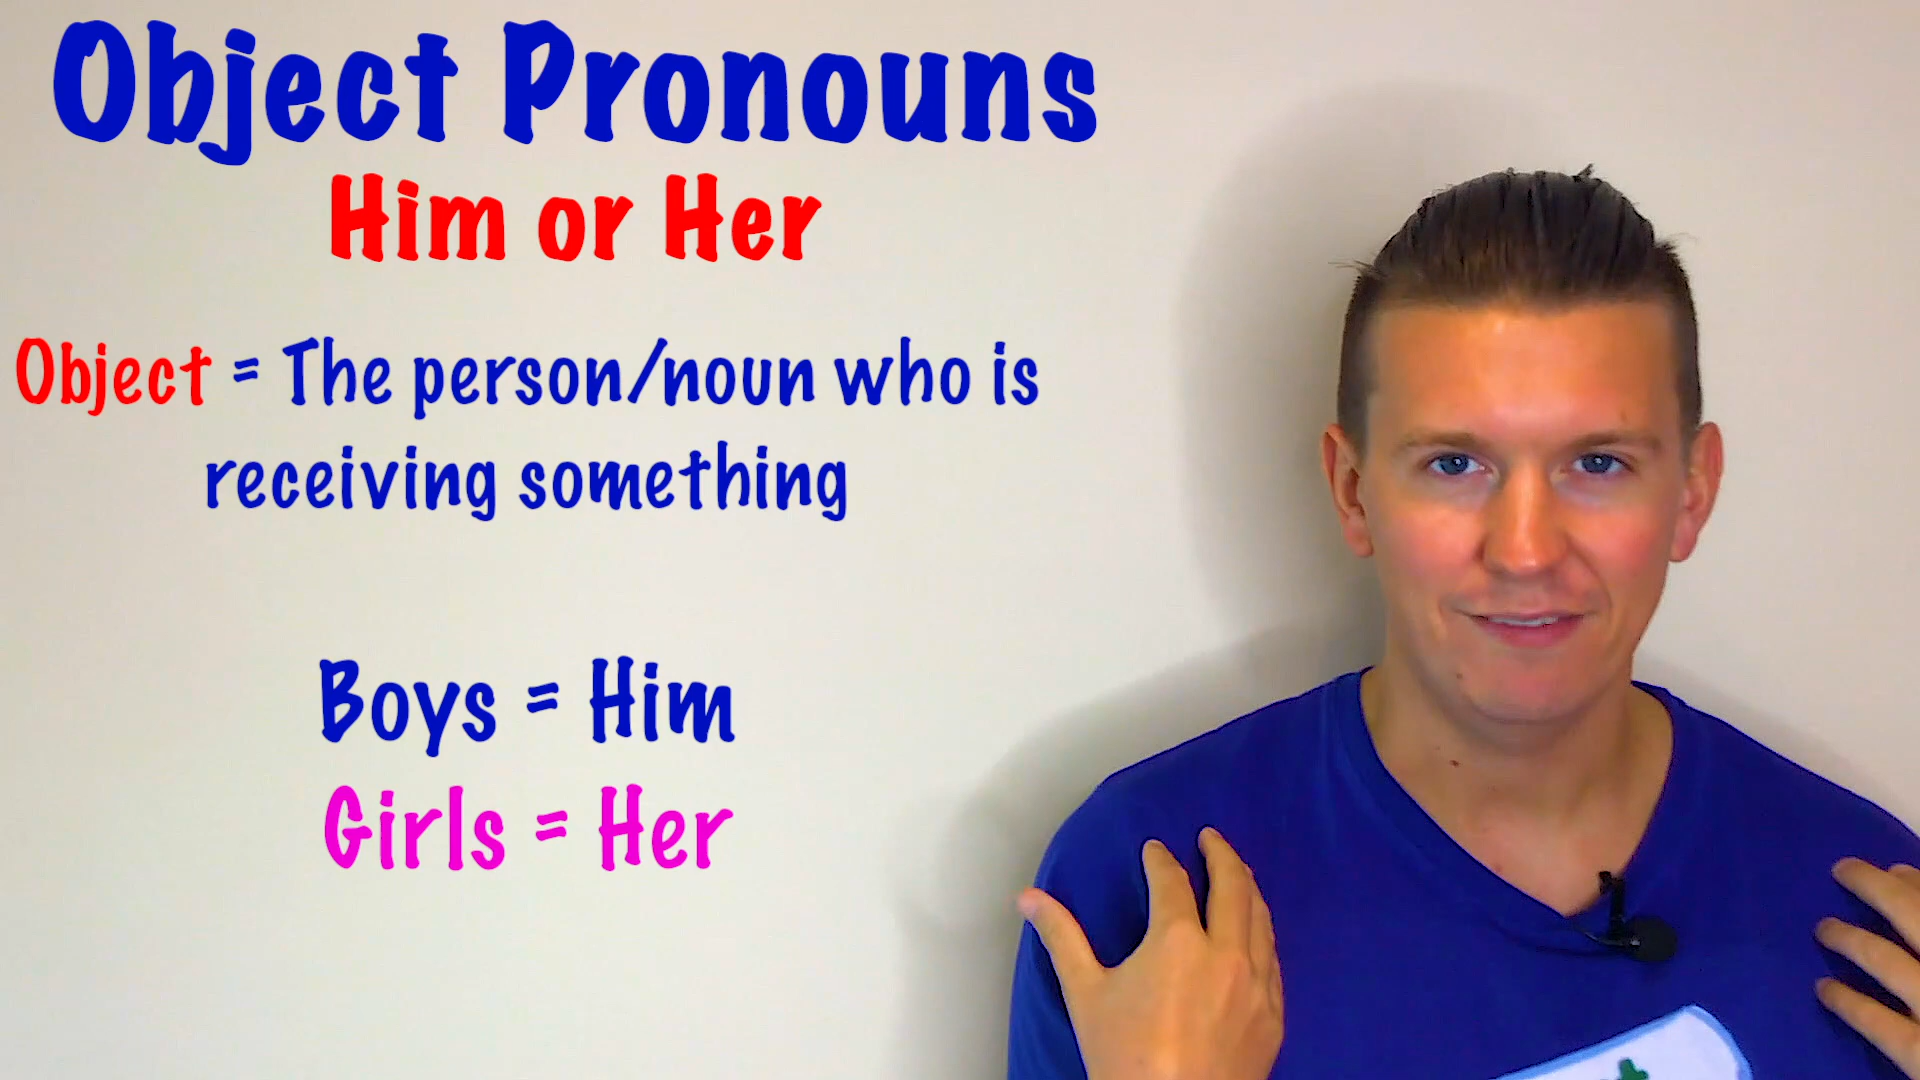 Object Pronouns
Him or Her
Object = The person/noun who is
receiving something
Boys = Him
Girls = Her